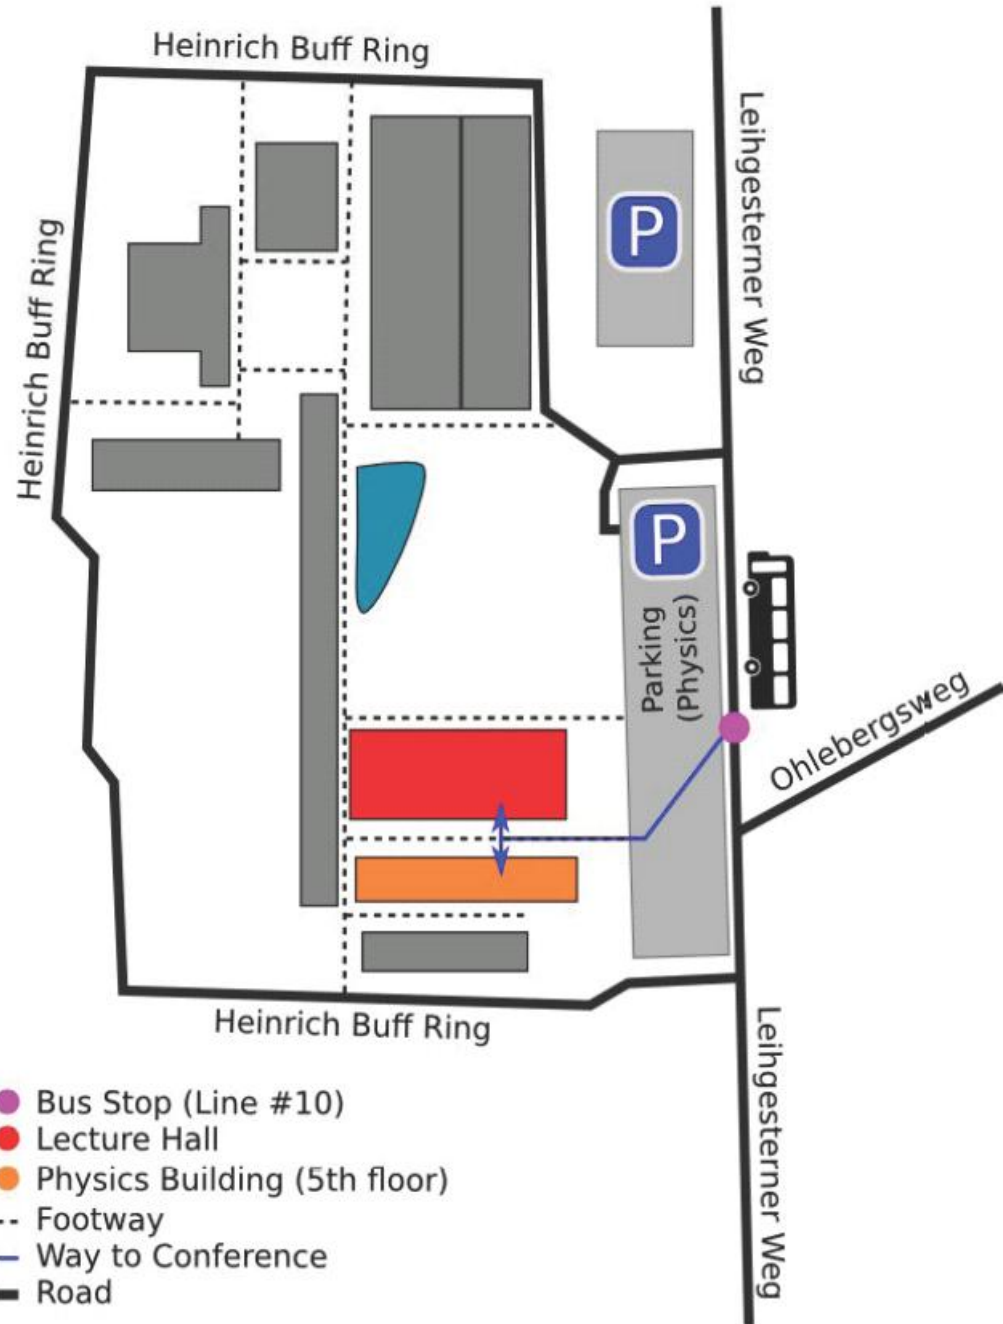 Heinrich Buff Ring
Leihgesterner Weg
P
Heinrich Buff Ring
P
Parking
(Physics)
Ohlebergsweg
Heinrich Buff Ring
Leihgesterner Weg
Bus Stop (Line #10)
Lecture Hall
Physics Building (5th floor)
Footway
Way to Conference
Road